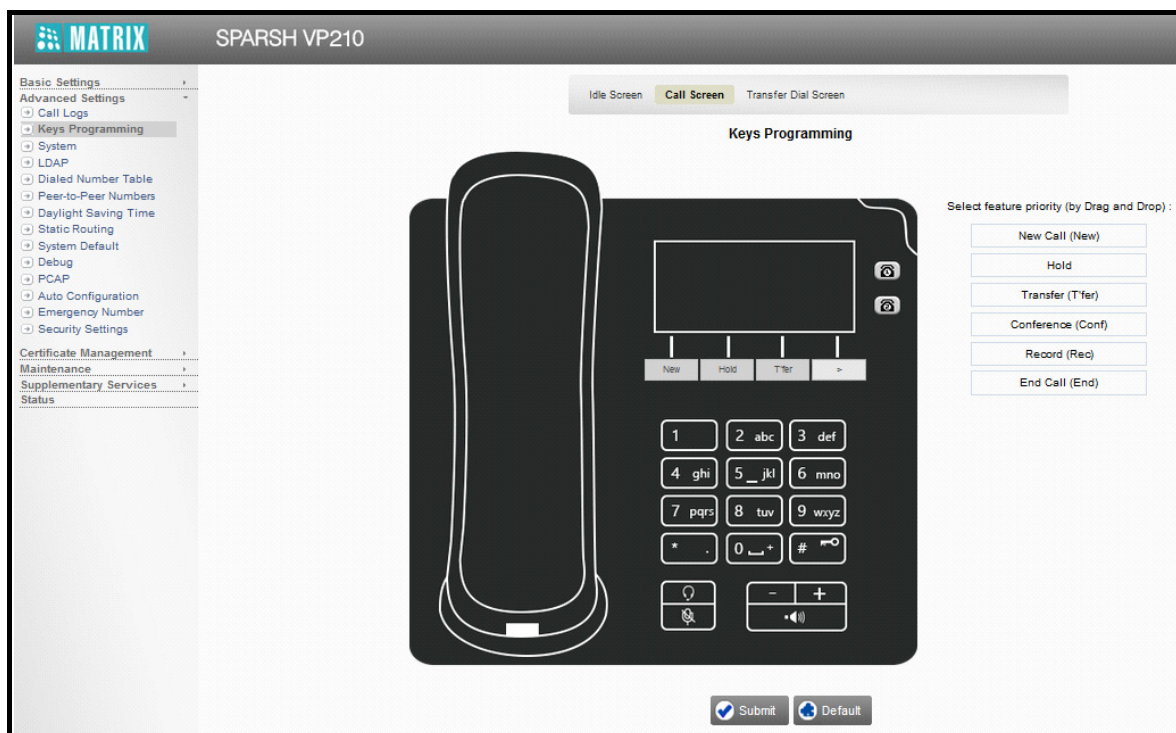 MATRIX
SPARSH VP210
Basic Settings
Advanced Settings
Call Logs
Keys Programming
System
LDAP
Dialed Number Table
Peer-to-Peer Numbers
Daylight Saving Time
Static Routing
System Default
Debug
PCAP
Auto Configuration
Emergency Number
Security Settings
Certificate Management
Maintenance
Supplementary Services
Status
Idle Screen Call Screen Transfer Dial Screen
Keys Programming
New Hold T'fer >
1 2 abc 3 def
4 ghi 5 _ jkl 6 mno
7 pqrs 8 tuv 9 wxyz
* . 0 + #
- +
Select feature priority (by Drag and Drop) :
New Call (New)
Hold
Transfer (T'fer)
Conference (Conf)
Record (Rec)
End Call (End)
Submit Default